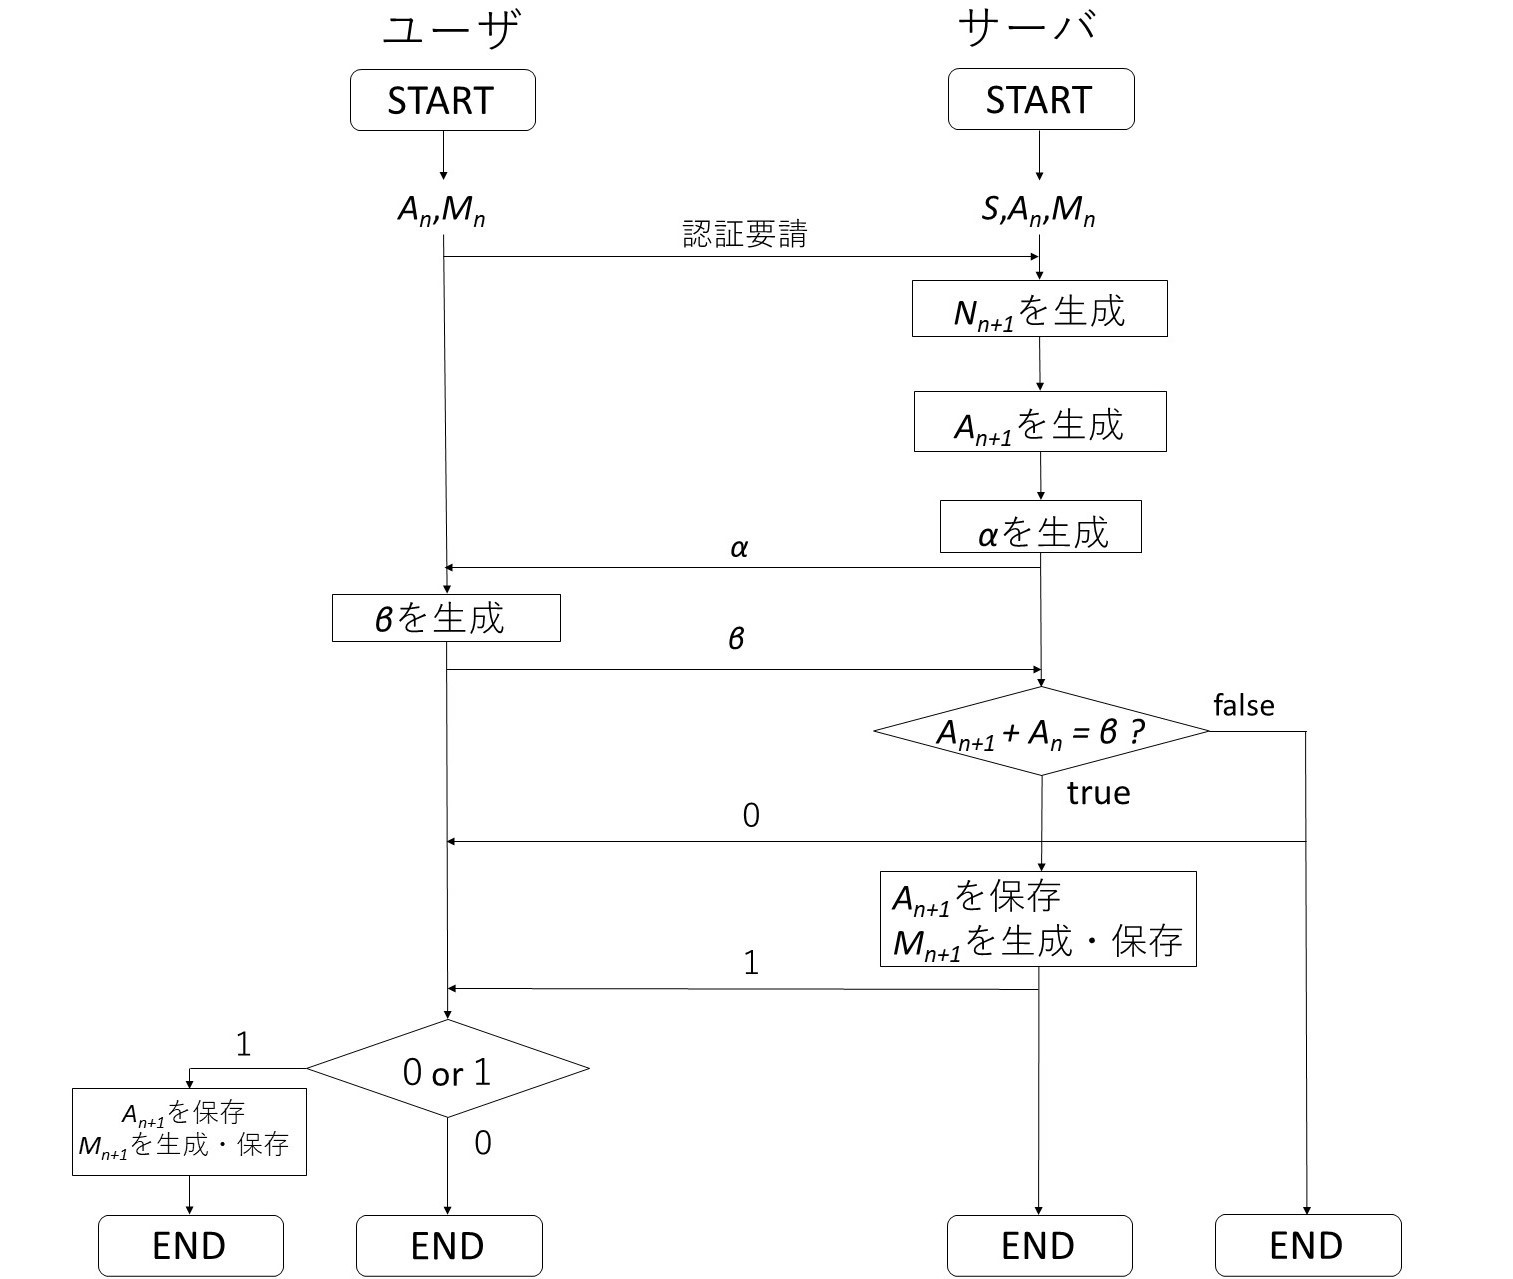 ユーザ
サーバ
START
START
An,Mn
S,An,Mn
認証要請
Nn+1を生成
An+1を生成
αを生成
α
βを生成
β
false
An+1 + An = β ?
true
0
An+1を保存
Mn+1を生成・保存
1
1
0 or 1
An+1を保存
Mn+1を生成・保存
0
END
END
END
END